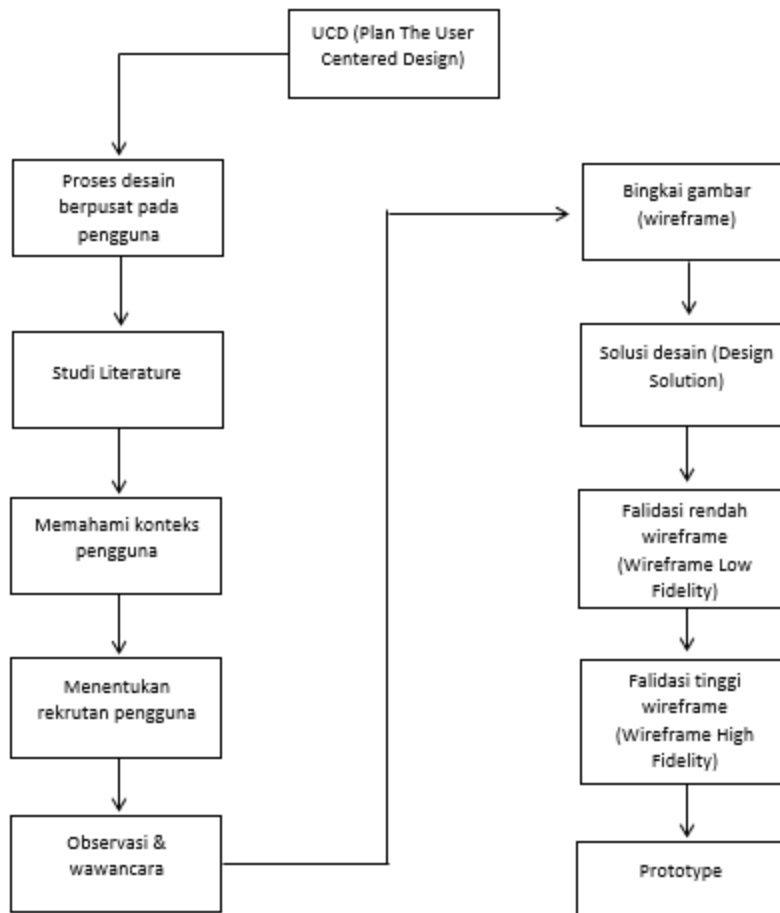 UCD (Plan The User
Centered Design)
Proses desain
berpusat pada
pengguna
Studi Literature
Memahami konteks
pengguna
Menentukan
rekrutan pengguna
Observasi &
wawancara
Bingkai gambar
(wireframe)
Solusi desain (Design
Solution)
Falidasi rendah
wireframe
(Wireframe Low
Fidelity)
Falidasi tinggi
wireframe
(Wireframe High
Fidelity)
Prototype